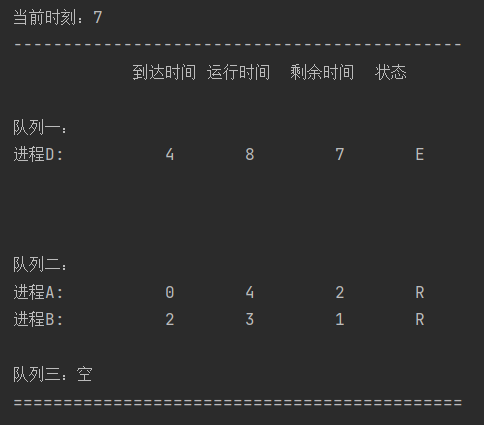 当前时刻：7
---------------------------------------------
到达时间 运行时间 剩余时间 状态
队列一：
进程D： 4 8 7 E
队列二：
进程A： 0 4 2 R
进程B： 2 3 1 R
队列三：空
=============================================